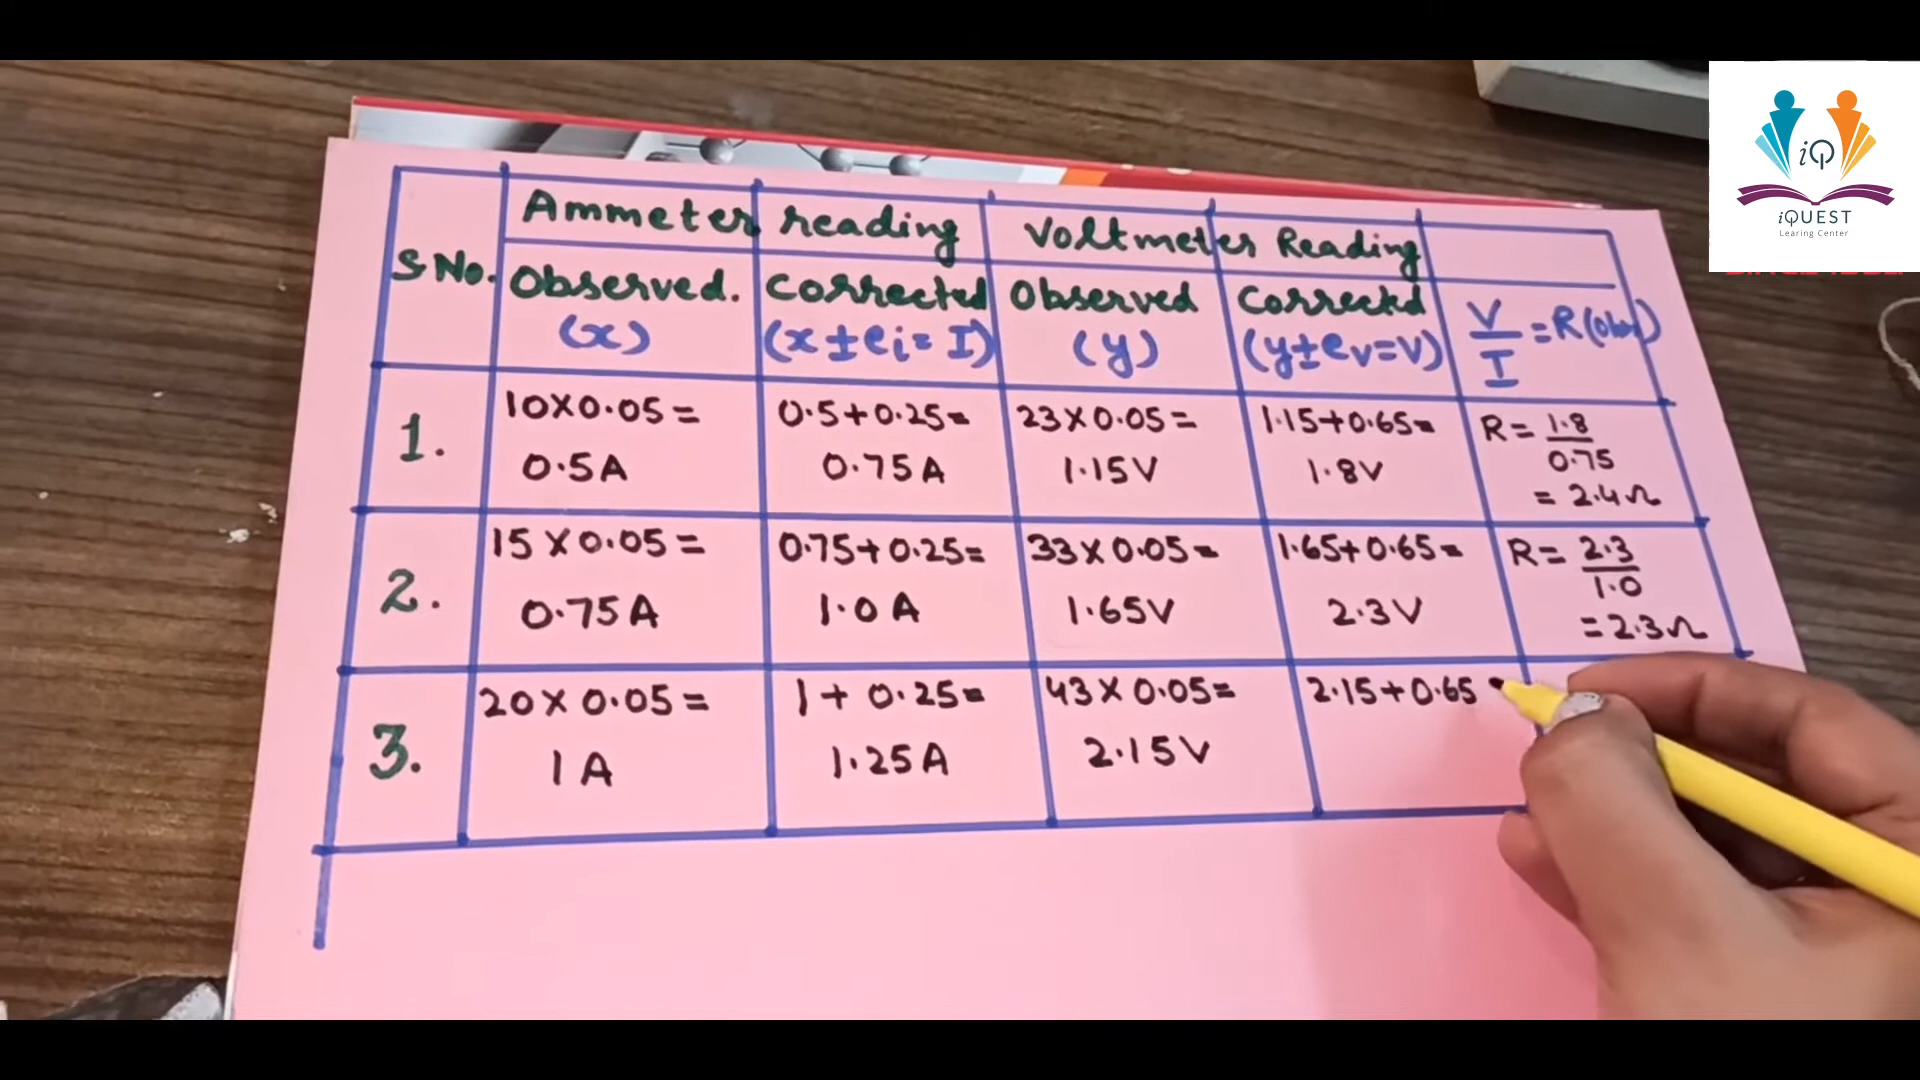 Ammeter reading
Voltmeter Reading
S No.
Observed.
(x)
Corrected
(x±ei= I)
Observed
(y)
Corrected
(y±ev=V)
V/I =R(obs)
1.
10×0.05=
0.5A
0.5+0.25=
0.75A
23×0.05=
1.15V
1.15+0.65=
1.8V
R= 1.8/0.75
= 2.4Ω
2.
15×0.05=
0.75A
0.75+0.25=
1.0A
33×0.05=
1.65V
1.65+0.65=
2.3V
R= 2.3/1.0
=2.3Ω
3.
20×0.05=
1A
1+0.25=
1.25A
43×0.05=
2.15V
2.15+0.65
iQ
iQUEST
Learing Center